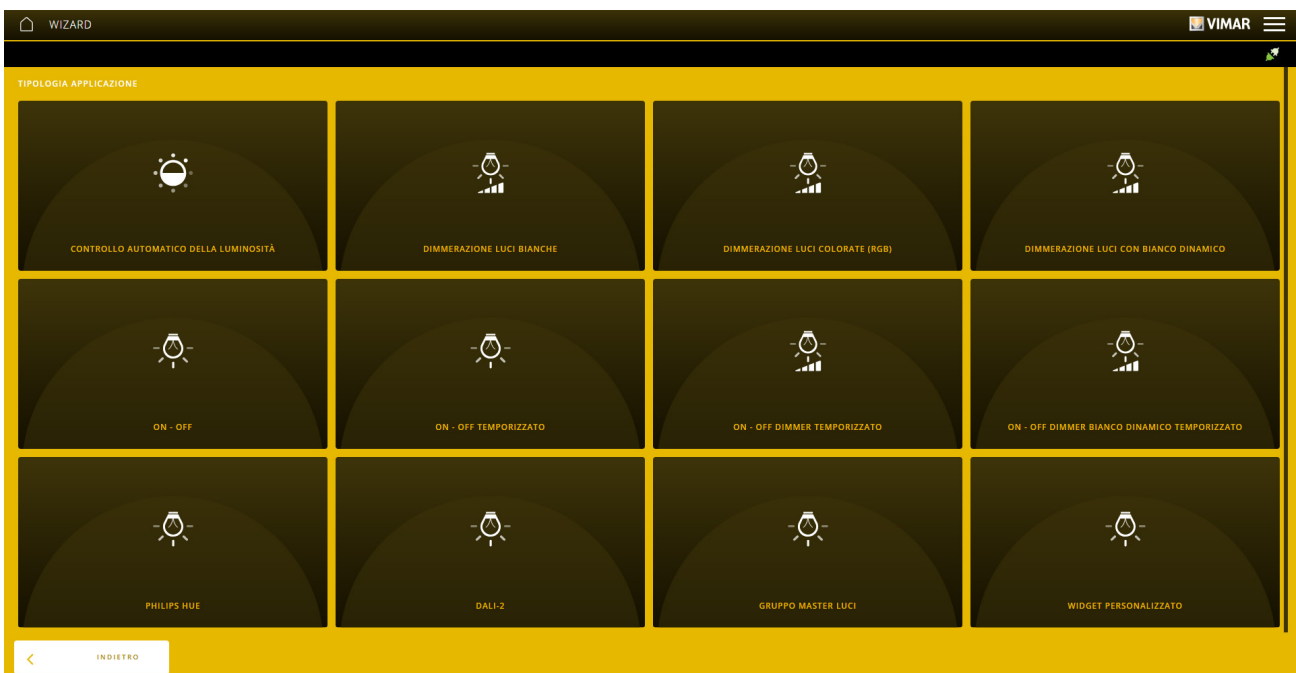 WIZARD
VIMAR
TIPOLOGIA APPLICAZIONE
CONTROLLO AUTOMATICO DELLA LUMINOSITÀ
DIMMERAZIONE LUCI BIANCHE
DIMMERAZIONE LUCI COLORATE (RGB)
DIMMERAZIONE LUCI CON BIANCO DINAMICO
ON - OFF
ON - OFF TEMPORIZZATO
ON - OFF DIMMER TEMPORIZZATO
ON - OFF DIMMER BIANCO DINAMICO TEMPORIZZATO
PHILIPS HUE
DALI-2
GRUPPO MASTER LUCI
WIDGET PERSONALIZZATO
INDIETRO